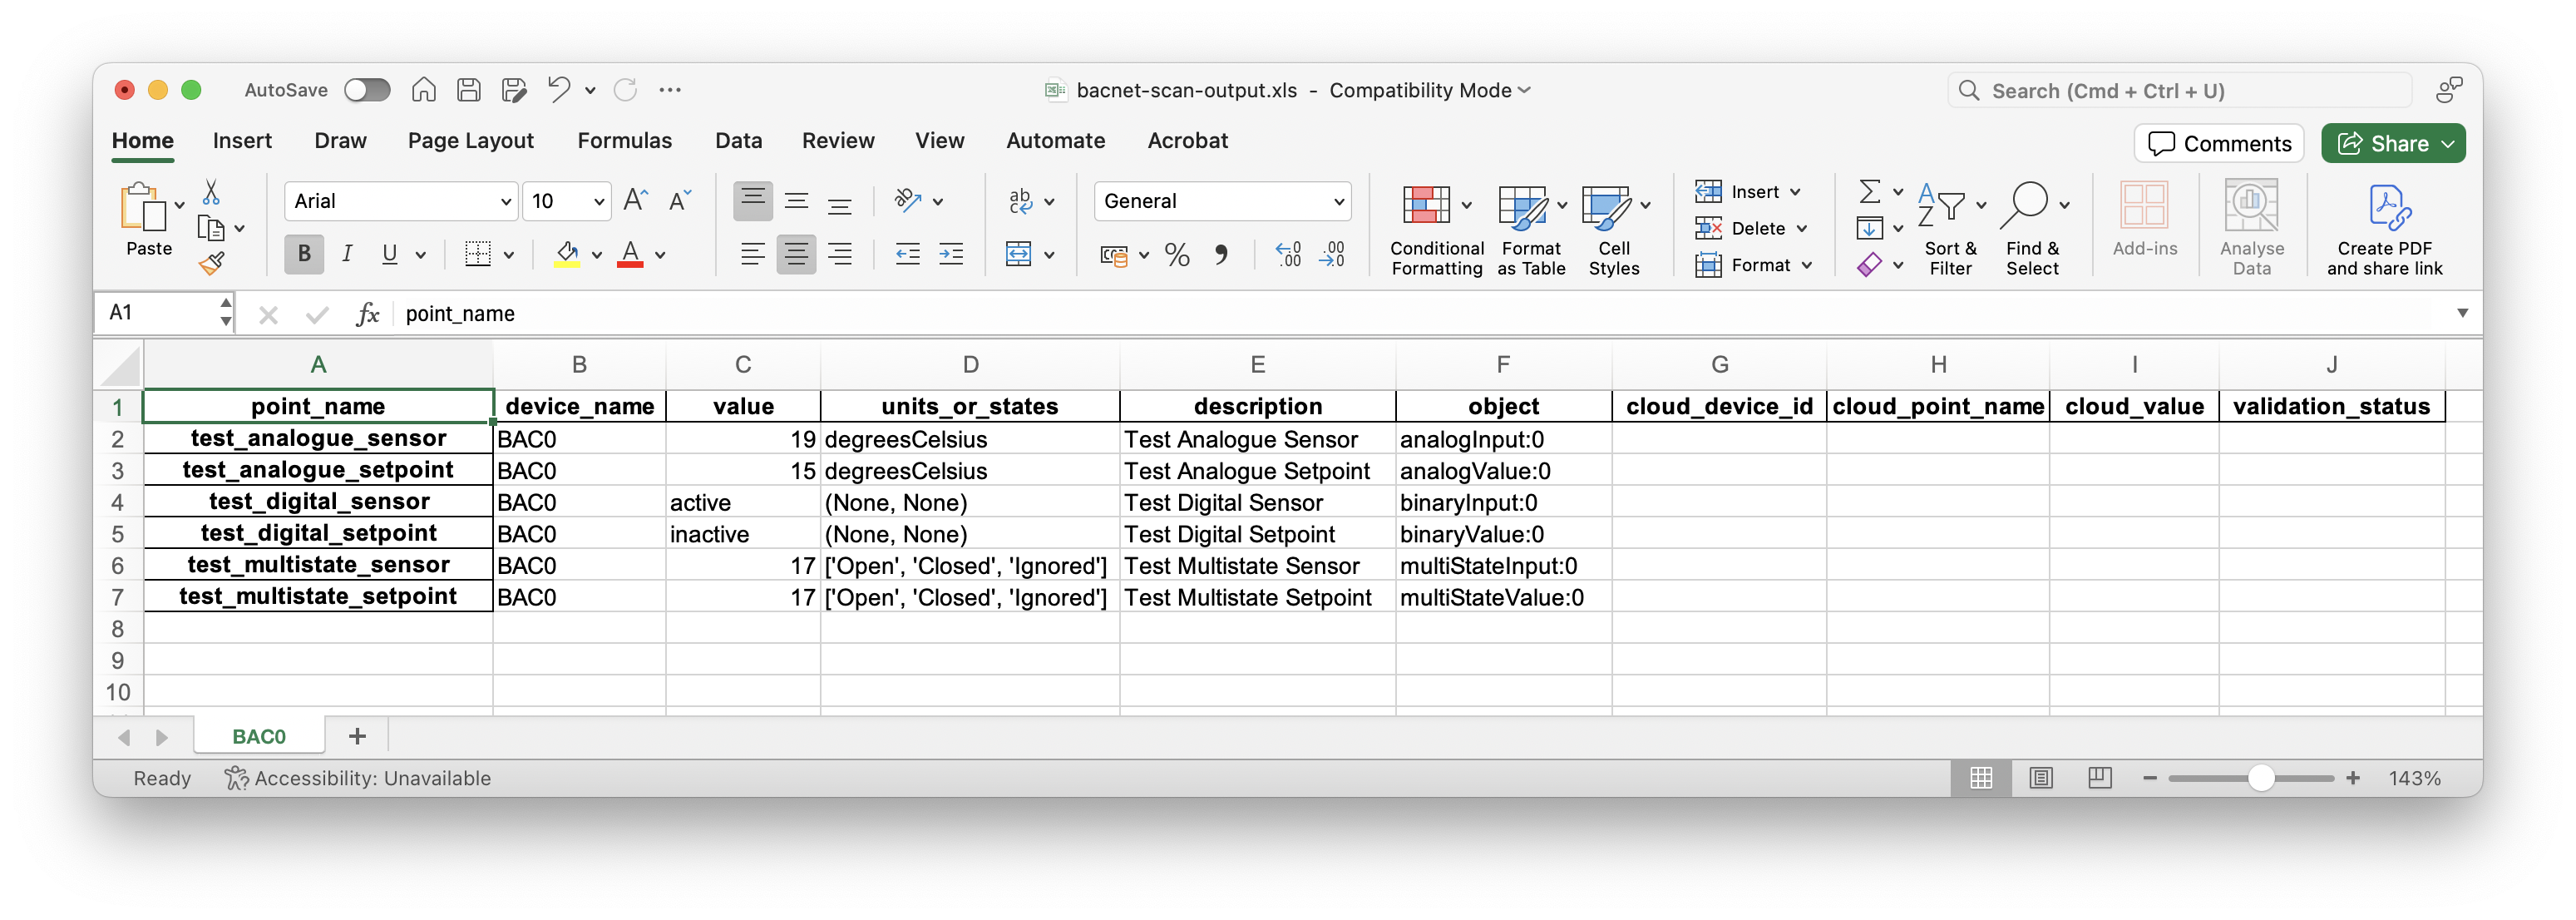 AutoSave bacnet-scan-output.xls - Compatibility Mode Search (Cmd + Ctrl + U)
Home Insert Draw Page Layout Formulas Data Review View Automate Acrobat Comments Share
Paste Arial 10 General Conditional Formatting Format as Table Cell Styles Insert Delete Format Sort & Filter Find & Select Add-ins Analyse Data Create PDF and share link
A1 fx point_name
A B C D E F G H I J
1 point_name device_name value units_or_states description object cloud_device_id cloud_point_name cloud_value validation_status
2 test_analogue_sensor BAC0 19 degreesCelsius Test Analogue Sensor analogInput:0
3 test_analogue_setpoint BAC0 15 degreesCelsius Test Analogue Setpoint analogValue:0
4 test_digital_sensor BAC0 active (None, None) Test Digital Sensor binaryInput:0
5 test_digital_setpoint BAC0 inactive (None, None) Test Digital Setpoint binaryValue:0
6 test_multistate_sensor BAC0 17 ['Open', 'Closed', 'Ignored'] Test Multistate Sensor multiStateInput:0
7 test_multistate_setpoint BAC0 17 ['Open', 'Closed', 'Ignored'] Test Multistate Setpoint multiStateValue:0
8
9
10
BAC0 +
Ready Accessibility: Unavailable 143%